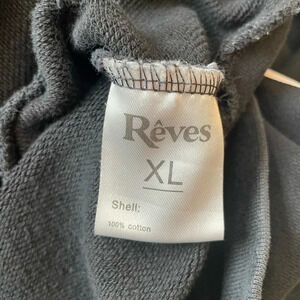 Rêves
XL
Shell:
100% cotton